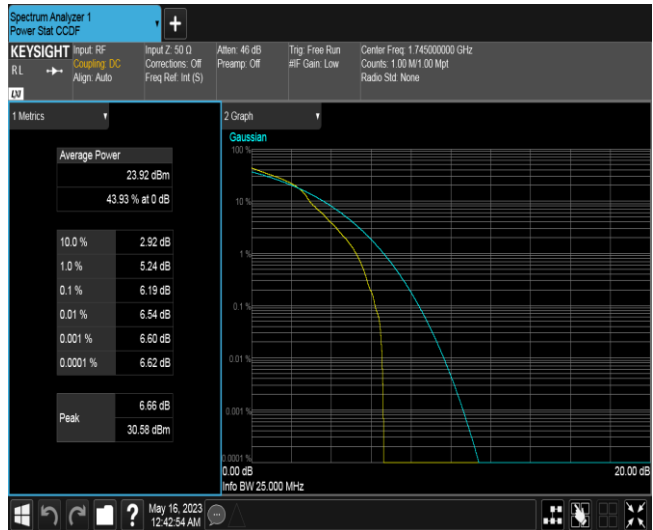 Spectrum Analyzer 1
Power Stat CCDF
+
KEYSIGHT
RL
LXI
Input: RF
Coupling: DC
Align: Auto
Input Z: 50 Ω
Corrections: Off
Freq Ref: Int (S)
Atten: 46 dB
Preamp: Off
Trig: Free Run
#IF Gain: Low
Center Freq: 1.745000000 GHz
Counts: 1.00 M/1.00 Mpt
Radio Std: None
1 Metrics
Average Power
23.92 dBm
43.93 % at 0 dB
10.0 % 2.92 dB
1.0 % 5.24 dB
0.1 % 6.19 dB
0.01 % 6.54 dB
0.001 % 6.60 dB
0.0001 % 6.62 dB
Peak
6.66 dB
30.58 dBm
2 Graph
Gaussian
100 %
10 %
1 %
0.1 %
0.01 %
0.001 %
0.0001 %
0.00 dB
20.00 dB
Info BW 25.000 MHz
?
May 16, 2023
12:42:54 AM